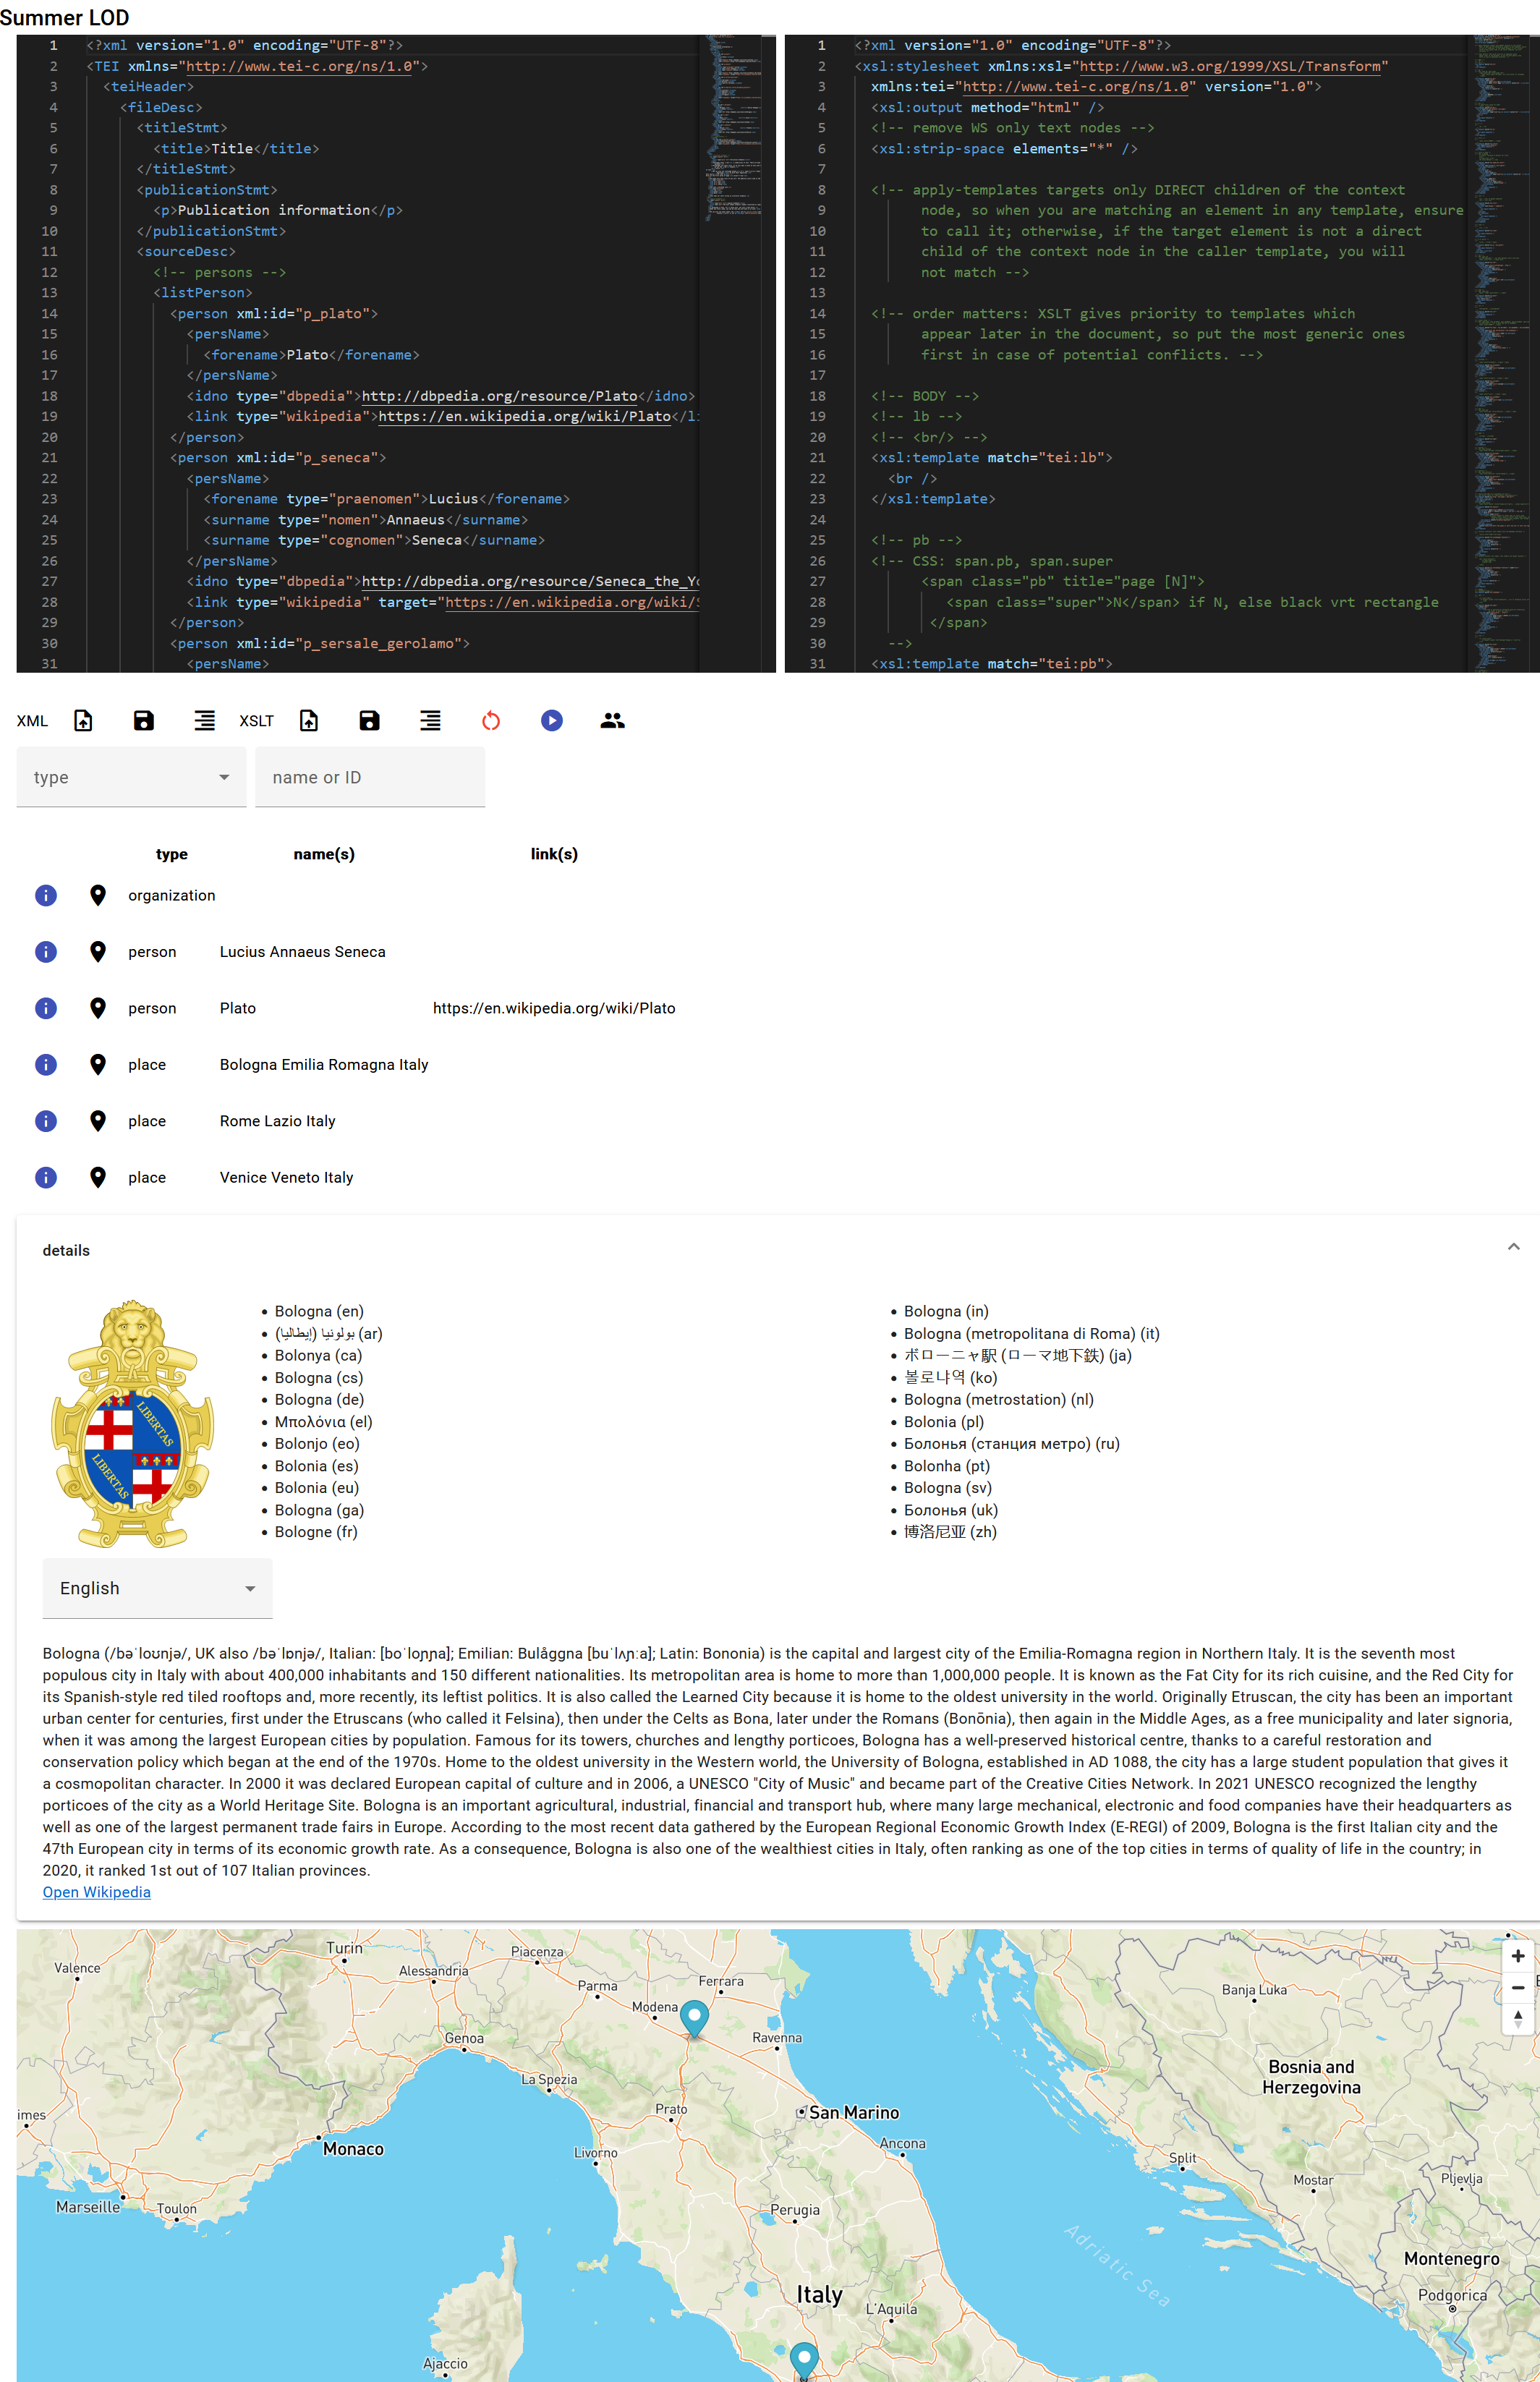 Summer LOD
1 <?xml version="1.0" encoding="UTF-8"?>
2 <TEI xmlns="http://www.tei-c.org/ns/1.0">
3 <teiHeader>
4 <fileDesc>
5 <titleStmt>
6 <title>Title</title>
7 </titleStmt>
8 <publicationStmt>
9 <p>Publication information</p>
10 </publicationStmt>
11 <sourceDesc>
12 <!-- persons -->
13 <listPerson>
14 <person xml:id="p_plato">
15 <persName>
16 <forename>Plato</forename>
17 </persName>
18 <idno type="dbpedia">http://dbpedia.org/resource/Plato</idno>
19 <link type="wikipedia">https://en.wikipedia.org/wiki/Plato</li
20 </person>
21 <person xml:id="p_seneca">
22 <persName>
23 <forename type="praenomen">Lucius</forename>
24 <surname type="nomen">Annaeus</surname>
25 <surname type="cognomen">Seneca</surname>
26 </persName>
27 <idno type="dbpedia">http://dbpedia.org/resource/Seneca_the_Yo
28 <link type="wikipedia" target="https://en.wikipedia.org/wiki/S
29 </person>
30 <person xml:id="p_sersale_gerolamo">
31 <persName>
1 <?xml version="1.0" encoding="UTF-8"?>
2 <xsl:stylesheet xmlns:xsl="http://www.w3.org/1999/XSL/Transform"
3 xmlns:tei="http://www.tei-c.org/ns/1.0" version="1.0">
4 <xsl:output method="html" />
5 <!-- remove WS only text nodes -->
6 <xsl:strip-space elements="*" />
7
8 <!-- apply-templates targets only DIRECT children of the context
9 node, so when you are matching an element in any template, ensure
10 to call it; otherwise, if the target element is not a direct
11 child of the context node in the caller template, you will
12 not match -->
13
14 <!-- order matters: XSLT gives priority to templates which
15 appear later in the document, so put the most generic ones
16 first in case of potential conflicts. -->
17
18 <!-- BODY -->
19 <!-- lb -->
20 <!-- <br/> -->
21 <xsl:template match="tei:lb">
22 <br />
23 </xsl:template>
24
25 <!-- pb -->
26 <!-- CSS: span.pb, span.super
27 <span class="pb" title="page [N]">
28 <span class="super">N</span> if N, else black vrt rectangle
29 </span>
30 -->
31 <xsl:template match="tei:pb">
XML XSLT
type name or ID
type name(s) link(s)
organization
person Lucius Annaeus Seneca
person Plato https://en.wikipedia.org/wiki/Plato
place Bologna Emilia Romagna Italy
place Rome Lazio Italy
place Venice Veneto Italy
details
LIBERTAS
LIBERTAS
Bologna (en)
بولونيا (إيطاليا) (ar)
Bolonya (ca)
Bologna (cs)
Bologna (de)
Μπολόνια (el)
Bolonjo (eo)
Bolonia (es)
Bolonia (eu)
Bologna (ga)
Bologne (fr)
Bologna (in)
Bologna (metropolitana di Roma) (it)
ボローニャ駅 (ローマ地下鉄) (ja)
볼로냐역 (ko)
Bologna (metrostation) (nl)
Bolonia (pl)
Болонья (станция метро) (ru)
Bolonha (pt)
Bologna (sv)
Болонья (uk)
博洛尼亚 (zh)
English
Bologna (/bəˈloʊnjə/, UK also /bəˈlɒnjə/, Italian: [boˈloɲɲa]; Emilian: Bulåggna [buˈlʌɲːa]; Latin: Bononia) is the capital and largest city of the Emilia-Romagna region in Northern Italy. It is the seventh most
populous city in Italy with about 400,000 inhabitants and 150 different nationalities. Its metropolitan area is home to more than 1,000,000 people. It is known as the Fat City for its rich cuisine, and the Red City for
its Spanish-style red tiled rooftops and, more recently, its leftist politics. It is also called the Learned City because it is home to the oldest university in the world. Originally Etruscan, the city has been an important
urban center for centuries, first under the Etruscans (who called it Felsina), then under the Celts as Bona, later under the Romans (Bonōnia), then again in the Middle Ages, as a free municipality and later signoria,
when it was among the largest European cities by population. Famous for its towers, churches and lengthy porticoes, Bologna has a well-preserved historical centre, thanks to a careful restoration and
conservation policy which began at the end of the 1970s. Home to the oldest university in the Western world, the University of Bologna, established in AD 1088, the city has a large student population that gives it
a cosmopolitan character. In 2000 it was declared European capital of culture and in 2006, a UNESCO "City of Music" and became part of the Creative Cities Network. In 2021 UNESCO recognized the lengthy
porticoes of the city as a World Heritage Site. Bologna is an important agricultural, industrial, financial and transport hub, where many large mechanical, electronic and food companies have their headquarters as
well as one of the largest permanent trade fairs in Europe. According to the most recent data gathered by the European Regional Economic Growth Index (E-REGI) of 2009, Bologna is the first Italian city and the
47th European city in terms of its economic growth rate. As a consequence, Bologna is also one of the wealthiest cities in Italy, often ranking as one of the top cities in terms of quality of life in the country; in
2020, it ranked 1st out of 107 Italian provinces.
Open Wikipedia
Turin
Piacenza
Valence
Alessandria
Parma
Ferrara
Banja Luka
Modena
Genoa
Ravenna
La Spezia
Bosnia and
Herzegovina
Prato
San Marino
imes
Monaco
Livorno
Ancona
Split
Mostar
Pljevlja
Marseille
Toulon
Perugia
Adriatic Sea
Montenegro
Italy
L'Aquila
Podgorica
Ajaccio